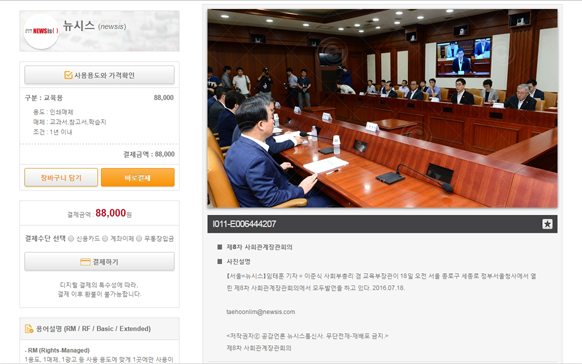 NEWSis
뉴시스 (newsis)
사용용도와 가격확인
구분 : 교육용 88,000
용도 : 인쇄매체
매체 : 교과서,참고서,학습지
조건 : 1년 이내
결제금액 : 88,000
장바구니 담기 바로결제
결제금액 : 88,000원
결제수단 선택 신용카드 계좌이체 무통장입금
결제하기
디지털 콘텐츠의 특수성에 따라,
결제 이후 환불이 불가능합니다.
용어설명 (RM / RF / Basic / Extended)
· RM (Rights-Managed)
1용도, 1매체, 1광고 등 사용 용도에 맞게 1곳에만 사용이
I011-E006444207
제8차 사회관계장관회의
사진설명
【서울=뉴시스】임태훈 기자 = 이준식 사회부총리 겸 교육부장관이 18일 오전 서울 종로구 세종로 정부서울청사에서 열
린 제8차 사회관계장관회의에서 모두발언을 하고 있다. 2016.07.18.
taehoonlim@newsis.com
<저작권자ⓒ 공감언론 뉴시스통신사. 무단전재-재배포 금지.>
제8차 사회관계장관회의